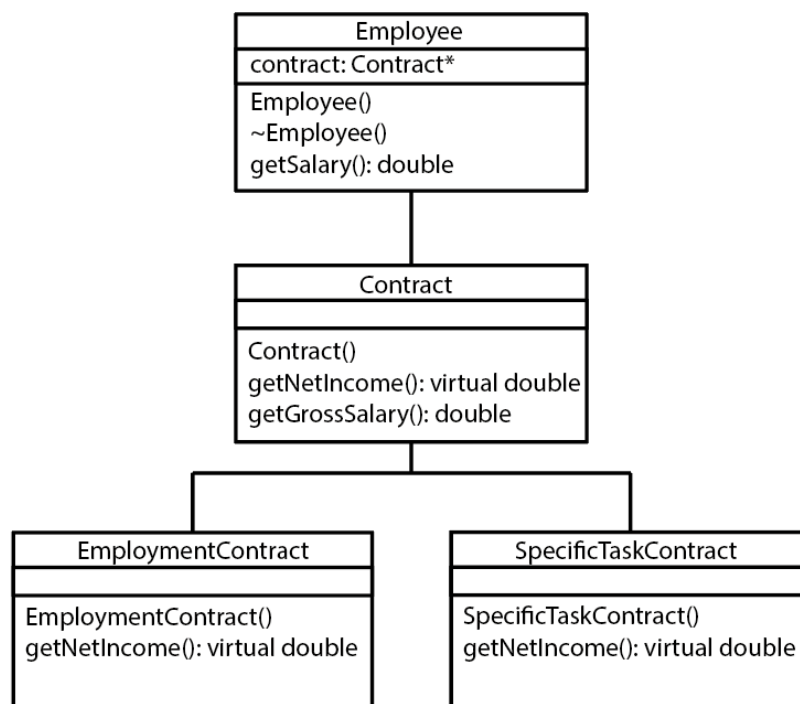 Employee
contract: Contract*
Employee()
~Employee()
getSalary(): double
Contract
Contract()
getNetIncome(): virtual double
getGrossSalary(): double
EmploymentContract
EmploymentContract()
getNetIncome(): virtual double
SpecificTaskContract
SpecificTaskContract()
getNetIncome(): virtual double